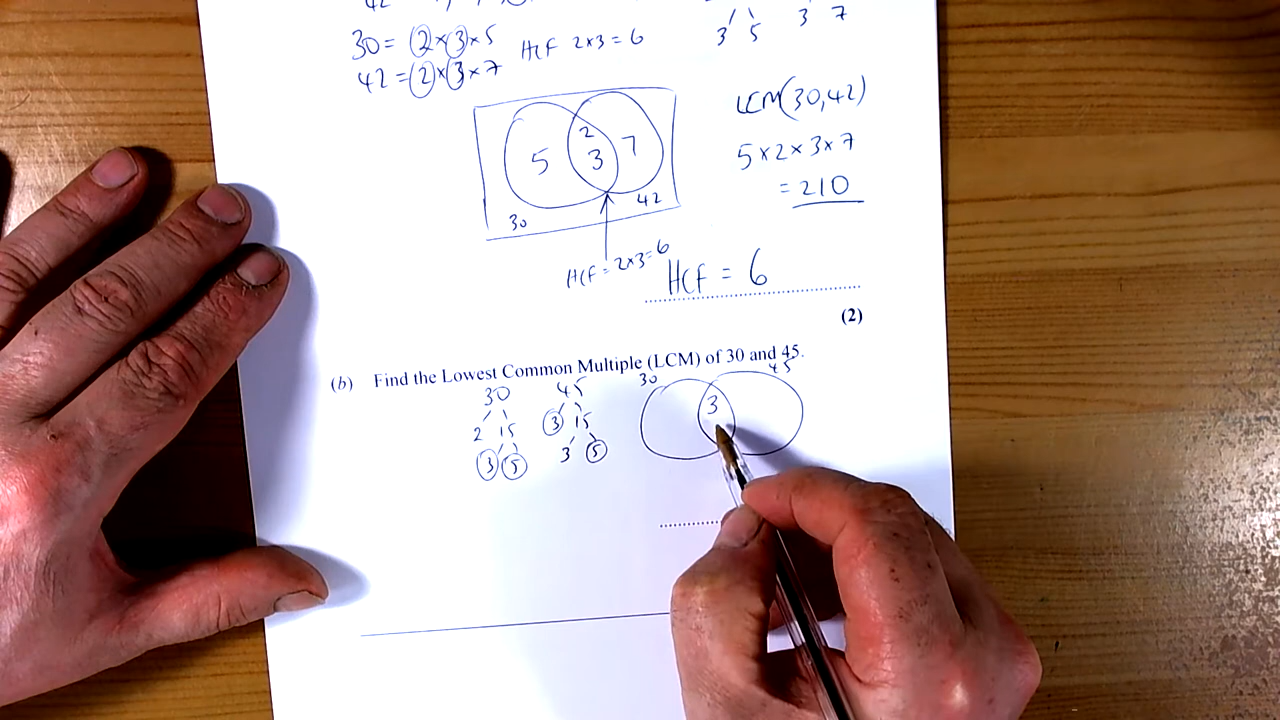 42
3 5 3 7
30 = 2 × 3 × 5
42 = 2 × 3 × 7
HCF 2×3 = 6
5 2 3 7
30 42
HCF = 2×3=6
LCM(30,42)
5 × 2 × 3 × 7
= 210
HCF = 6
(2)
(b) Find the Lowest Common Multiple (LCM) of 30 and 45.
30 45
2 15 3 15
3 5 3 5
30 45
3